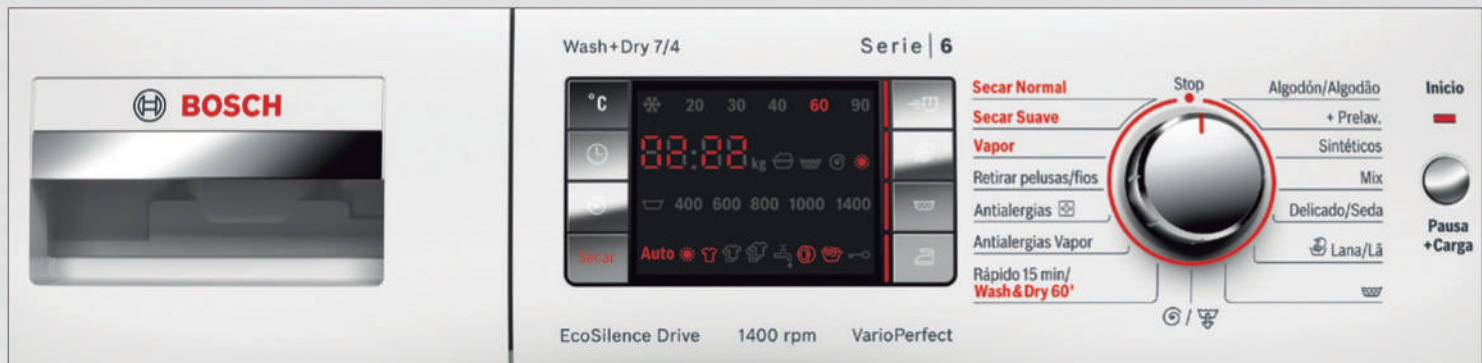 BOSCH
Wash+Dry 7/4
Serie | 6
°C
20 30 40 60 90
kg
400 600 800 1000 1400
Secar
Auto
EcoSilence Drive
1400 rpm
VarioPerfect
Stop
Secar Normal
Secar Suave
Vapor
Retirar pelusas/fios
Antialergias
Antialergias Vapor
Rápido 15 min/
Wash&Dry 60'
Algodón/Algodão
+ Prelav.
Sintéticos
Mix
Delicado/Seda
Lana/Lã
/
Inicio
Pausa
+Carga